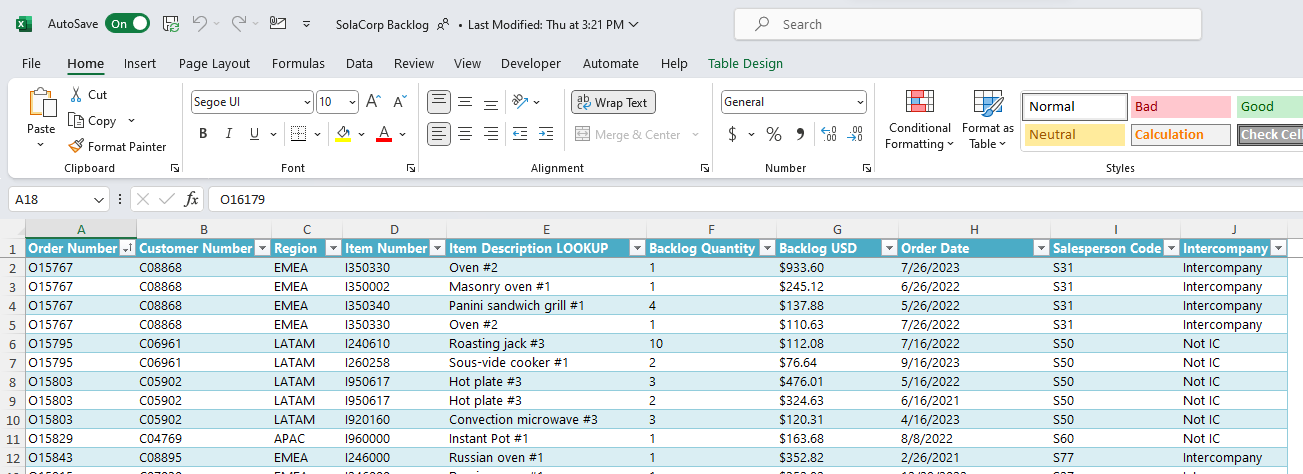 AutoSave On SolaCorp Backlog • Last Modified: Thu at 3:21 PM Search
File Home Insert Page Layout Formulas Data Review View Developer Automate Help Table Design
Paste Cut Copy Format Painter Clipboard
Segoe UI 10 A A B I U A Font
ab Wrap Text Merge & Center Alignment
General $ % , .00 Number
Conditional Formatting Format as Table
Normal Bad Good
Neutral Calculation Check Cell
Styles
A18 fx O16179
A B C D E F G H I J
1 Order Number Customer Number Region Item Number Item Description LOOKUP Backlog Quantity Backlog USD Order Date Salesperson Code Intercompany
2 O15767 C08868 EMEA I350330 Oven #2 1 $933.60 7/26/2023 S31 Intercompany
3 O15767 C08868 EMEA I350002 Masonry oven #1 1 $245.12 6/26/2022 S31 Intercompany
4 O15767 C08868 EMEA I350340 Panini sandwich grill #1 4 $137.88 5/26/2022 S31 Intercompany
5 O15767 C08868 EMEA I350330 Oven #2 1 $110.63 7/26/2022 S31 Intercompany
6 O15795 C06961 LATAM I240610 Roasting jack #3 10 $112.08 7/16/2022 S50 Not IC
7 O15795 C06961 LATAM I260258 Sous-vide cooker #1 2 $76.64 9/16/2023 S50 Not IC
8 O15803 C05902 LATAM I950617 Hot plate #3 3 $476.01 5/16/2022 S50 Not IC
9 O15803 C05902 LATAM I950617 Hot plate #3 2 $324.63 6/16/2021 S50 Not IC
10 O15803 C05902 LATAM I920160 Convection microwave #3 3 $120.31 4/16/2023 S50 Not IC
11 O15829 C04769 APAC I960000 Instant Pot #1 1 $163.68 8/8/2022 S60 Not IC
12 O15843 C08895 EMEA I246000 Russian oven #1 1 $352.82 2/26/2021 S77 Intercompany